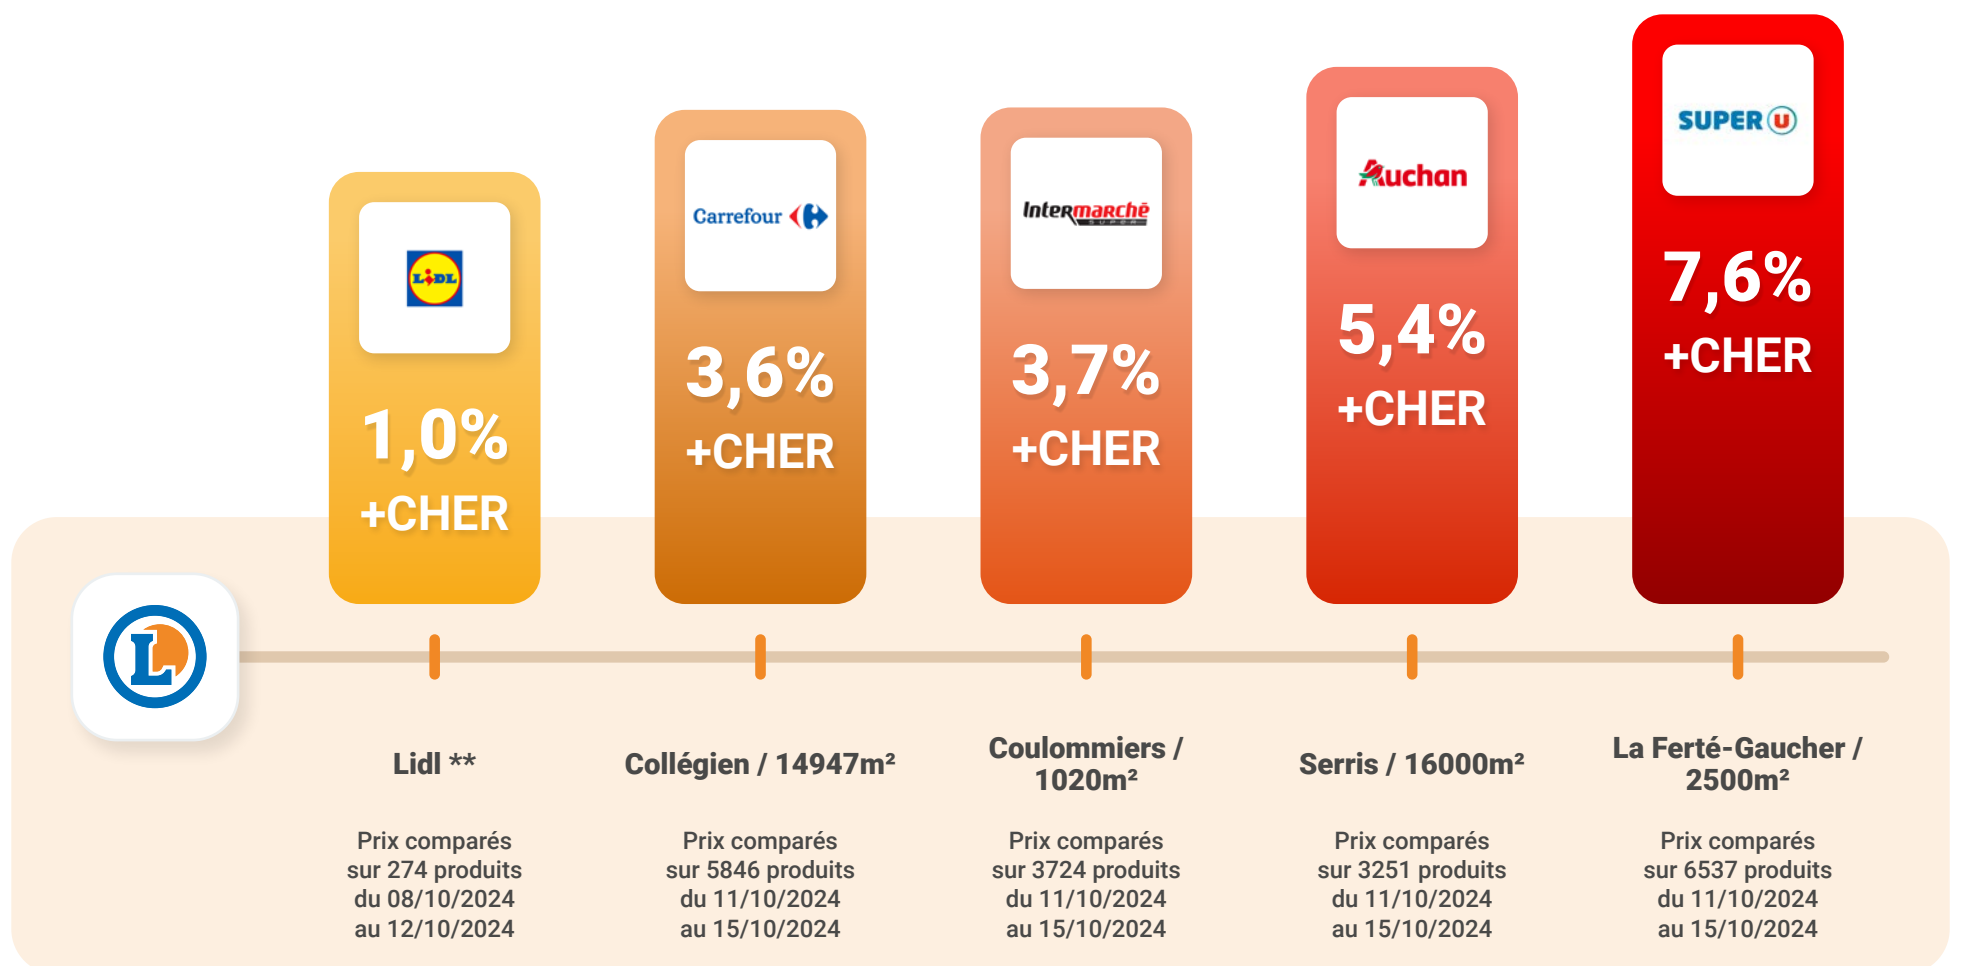 LIDL
1,0%
+CHER
Carrefour
3,6%
+CHER
Intermarché
SUPER
3,7%
+CHER
Auchan
5,4%
+CHER
SUPER U
7,6%
+CHER
L
Lidl **
Prix comparés
sur 274 produits
du 08/10/2024
au 12/10/2024
Collégien / 14947m²
Prix comparés
sur 5846 produits
du 11/10/2024
au 15/10/2024
Coulommiers /
1020m²
Prix comparés
sur 3724 produits
du 11/10/2024
au 15/10/2024
Serris / 16000m²
Prix comparés
sur 3251 produits
du 11/10/2024
au 15/10/2024
La Ferté-Gaucher /
2500m²
Prix comparés
sur 6537 produits
du 11/10/2024
au 15/10/2024